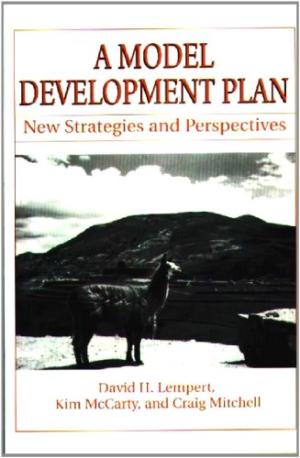 A MODEL
DEVELOPMENT PLAN
New Strategies and Perspectives
David H. Lempert,
Kim McCarty, and Craig Mitchell